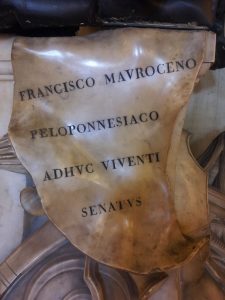 FRANCISCO MAVROCENO
PELOPONNESIACO
ADHVC VIVENTI
SENATVS